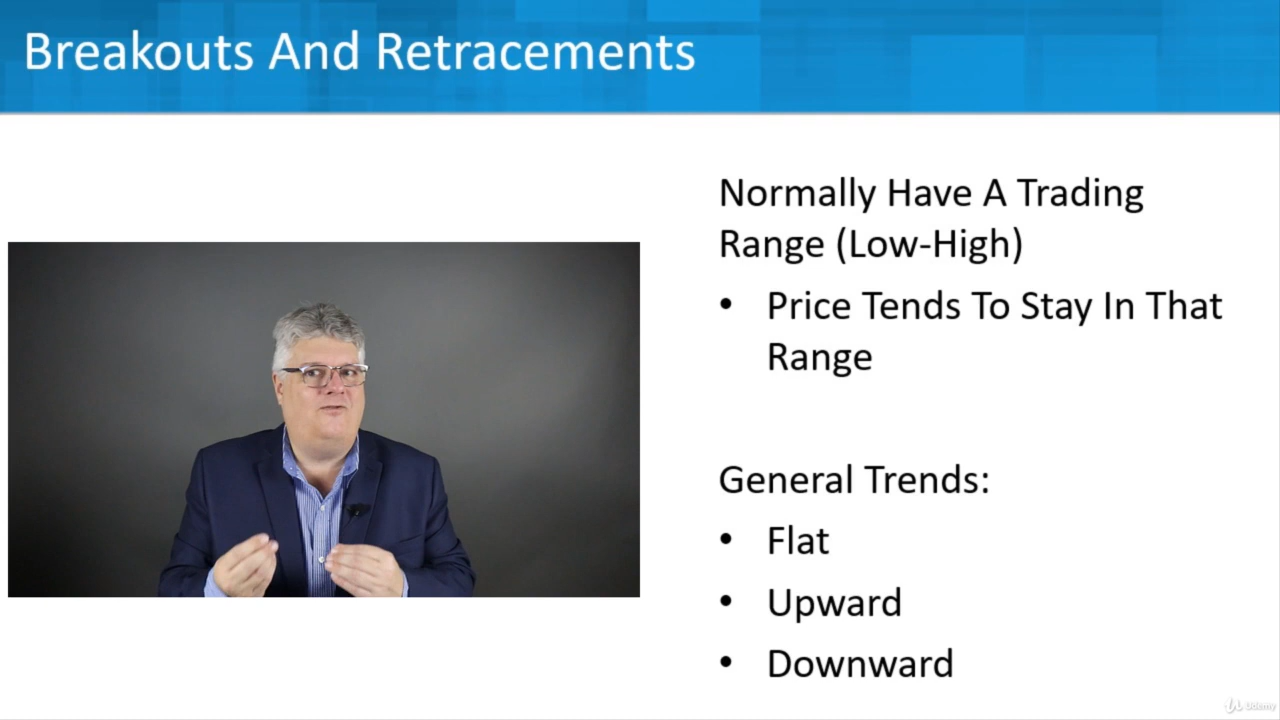 Breakouts And Retracements
Normally Have A Trading
Range (Low-High)
• Price Tends To Stay In That
Range
General Trends:
• Flat
• Upward
• Downward
Udemy